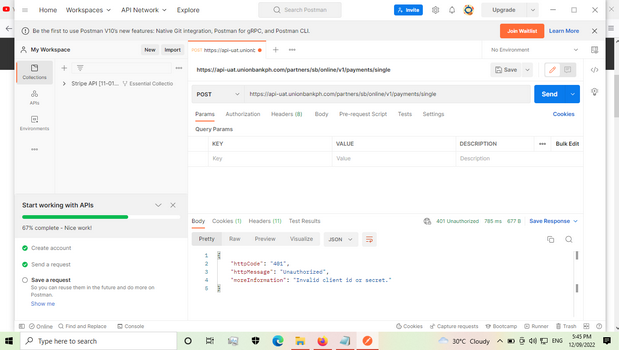 Home Workspaces API Network Explore Search Postman Invite Upgrade
Be the first to use Postman V10's new features: Native Git integration, Postman for gRPC, and Postman CLI. Join Waitlist Learn More
My Workspace New Import
POST https://api-uat.unionb
No Environment
Collections
APIs
Environments
Stripe API [11-01... Essential Collectio
https://api-uat.unionbankph.com/partners/sb/online/v1/payments/single Save
POST https://api-uat.unionbankph.com/partners/sb/online/v1/payments/single Send
Params Authorization Headers (8) Body Pre-request Script Tests Settings Cookies
Query Params
KEY VALUE DESCRIPTION Bulk Edit
Key Value Description
Start working with APIs
67% complete - Nice work!
Create account
Send a request
Save a request
So you can reuse them in the future and do more on
Postman.
Show me
Body Cookies (1) Headers (11) Test Results 401 Unauthorized 785 ms 677 B Save Response
Pretty Raw Preview Visualize JSON
1 {
2 "httpCode": "401",
3 "httpMessage": "Unauthorized",
4 "moreInformation": "Invalid client id or secret."
5 }
Online Find and Replace Console Cookies Capture requests Bootcamp Runner Trash
Type here to search 30°C Cloudy ENG 5:45 PM
12/09/2022